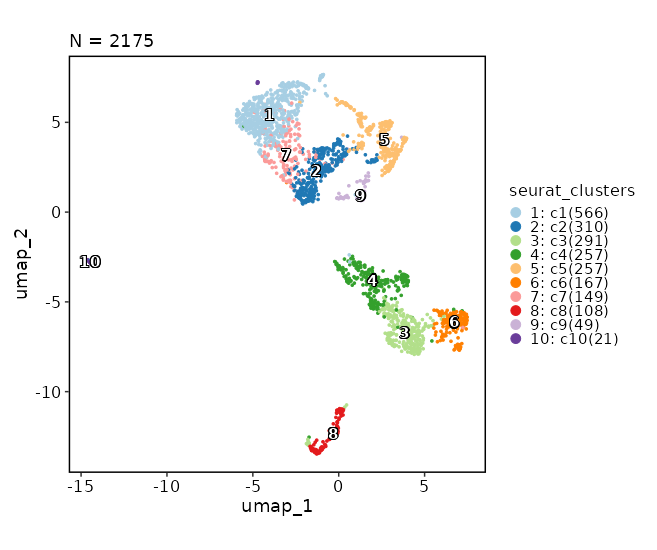 N = 2175
1
5
7
2
9
10
4
3
6
8
5
0
-5
-10
-15
-10
-5
0
5
umap_1
umap_2
seurat_clusters
1: c1(566)
2: c2(310)
3: c3(291)
4: c4(257)
5: c5(257)
6: c6(167)
7: c7(149)
8: c8(108)
9: c9(49)
10: c10(21)